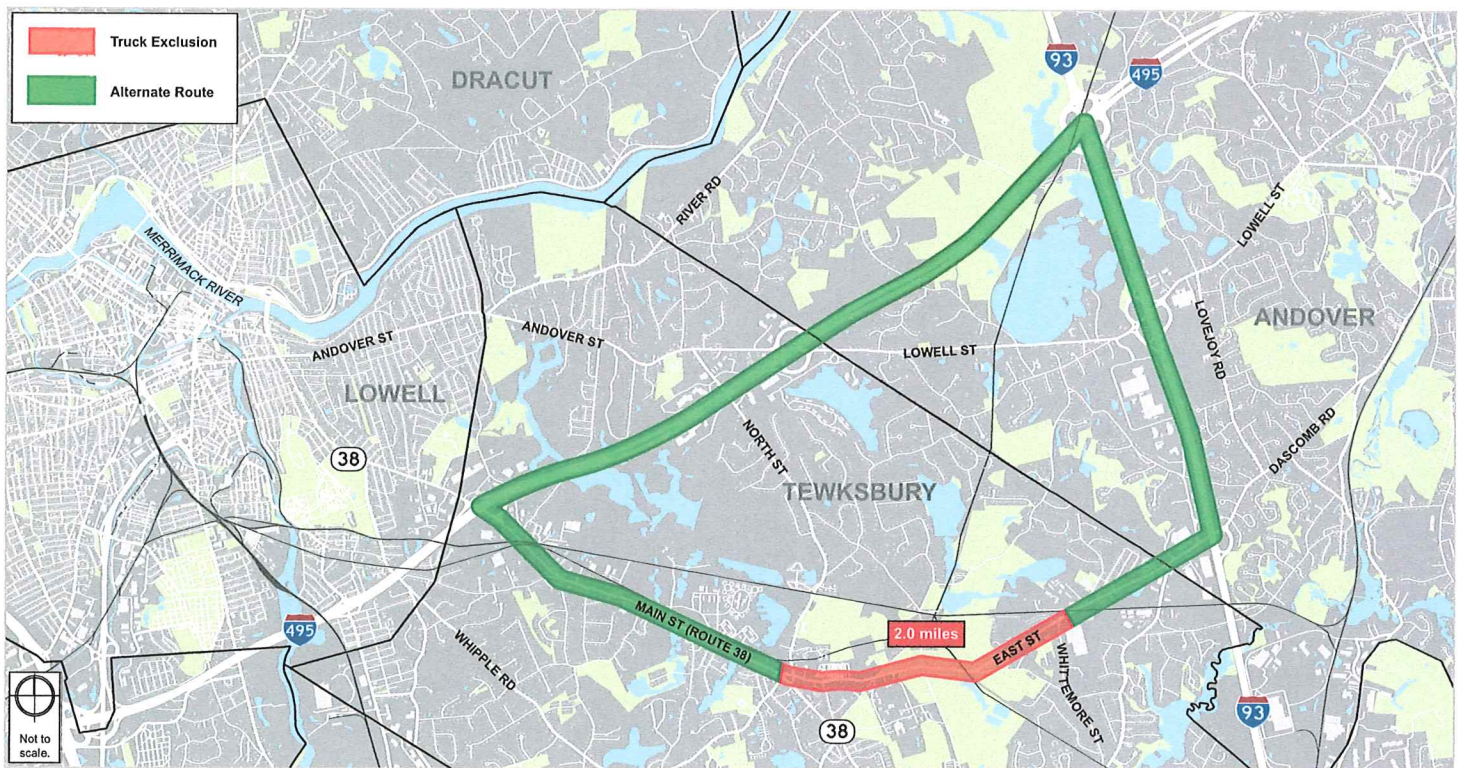 Truck Exclusion
Alternate Route
DRACUT
93
495
RIVER RD
LOWELL ST
MERRIMACK RIVER
ANDOVER ST
ANDOVER ST
LOWELL ST
LOVEJOY RD
ANDOVER
LOWELL
38
NORTH ST
DASCOMB RD
TEWKSBURY
MAIN ST (ROUTE 38)
2.0 miles
EAST ST
495
WHIPPLE RD
WHITTEMORE ST
38
93
Not to
scale.